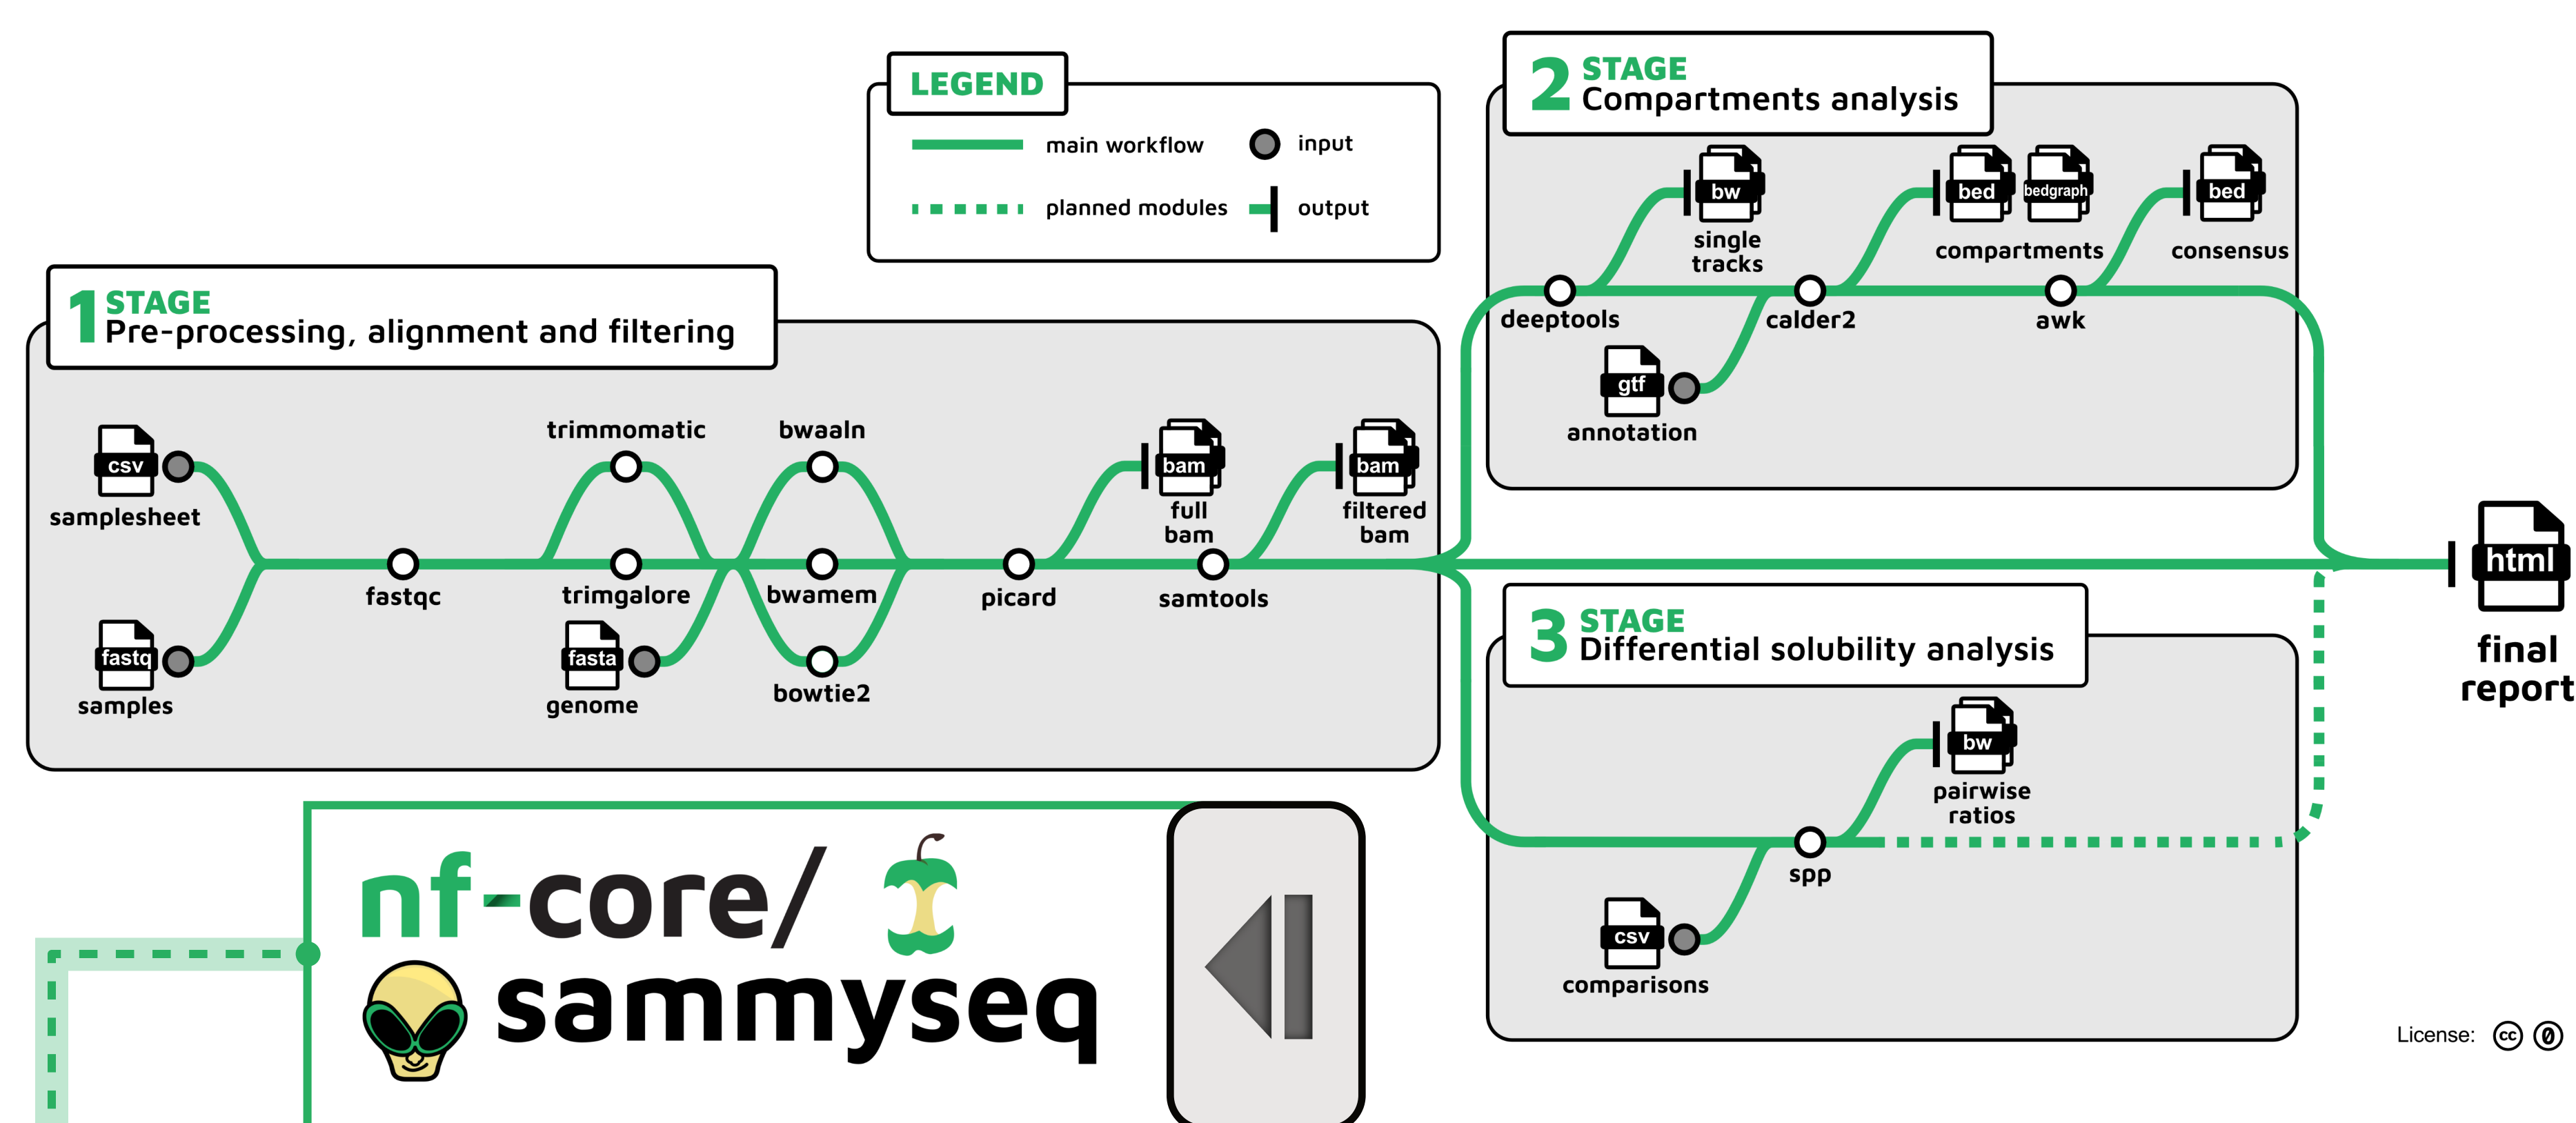 LEGEND
main workflow
input
planned modules
output
1 STAGE
Pre-processing, alignment and filtering
csv
samplesheet
fastq
samples
fastqc
trimmomatic
trimgalore
fasta
genome
bwaaln
bwamem
bowtie2
picard
bam
full
bam
samtools
bam
filtered
bam
2 STAGE
Compartments analysis
deeptools
bw
single
tracks
gtf
annotation
calder2
bed
bedgraph
compartments
awk
bed
consensus
3 STAGE
Differential solubility analysis
bw
pairwise
ratios
spp
csv
comparisons
html
final
report
nf-core/
sammyseq
License: cc 0